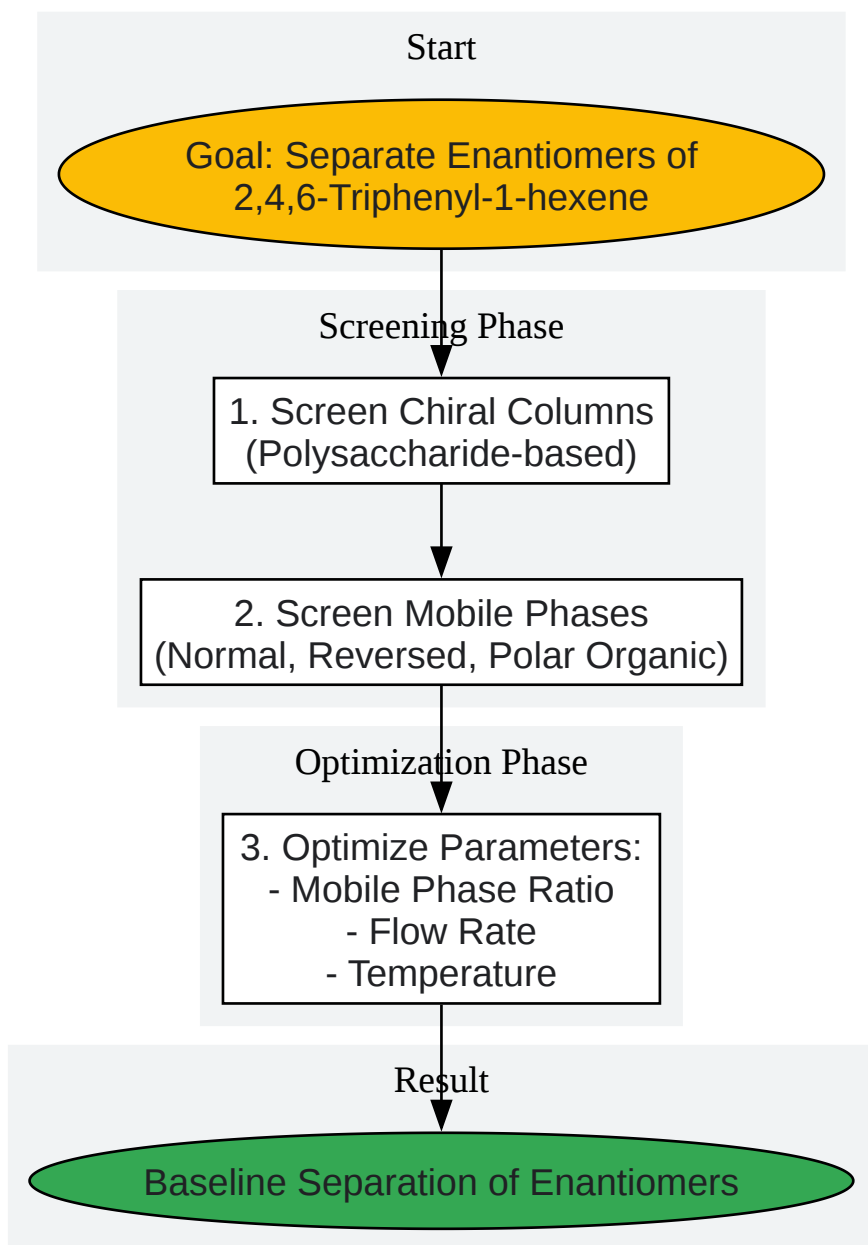 Start
Goal: Separate Enantiomers of
2,4,6-Triphenyl-1-hexene
Screening Phase
1. Screen Chiral Columns
(Polysaccharide-based)
2. Screen Mobile Phases
(Normal, Reversed, Polar Organic)
Optimization Phase
3. Optimize Parameters:
- Mobile Phase Ratio
- Flow Rate
- Temperature
Result
Baseline Separation of Enantiomers